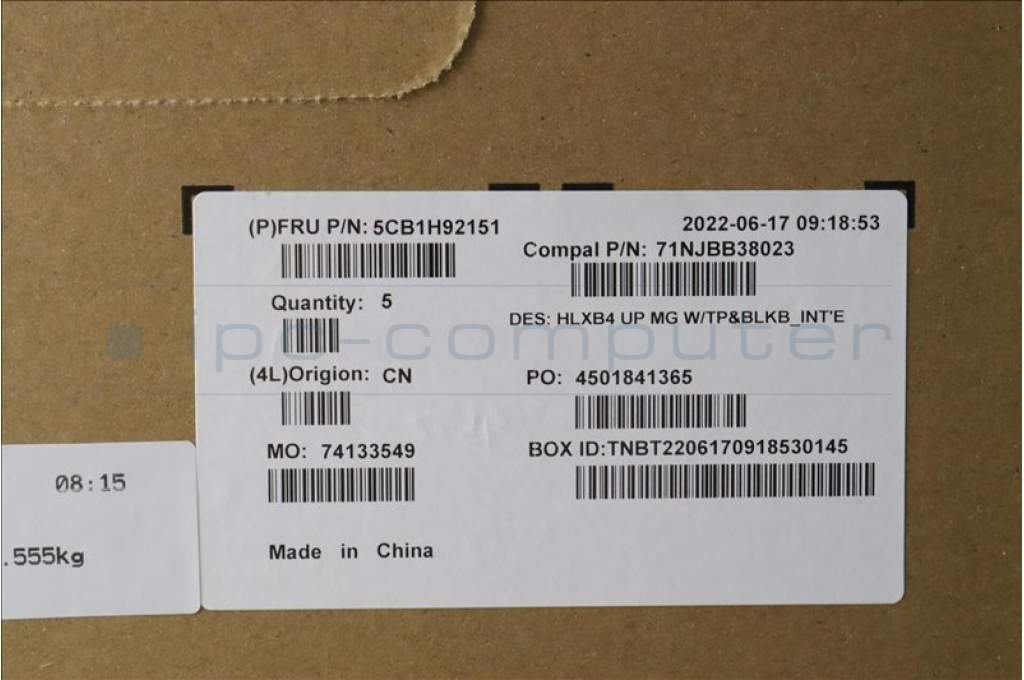 (P)FRU P/N: 5CB1H92151
2022-06-17 09:18:53
Compal P/N: 71NJBB38023
Quantity: 5
DES: HLXB4 UP MG W/TP&BLKB_INT'E
pc-computer
(4L)Origion: CN
PO: 4501841365
MO: 74133549
BOX ID:TNBT2206170918530145
Made in China
08:15
.555kg